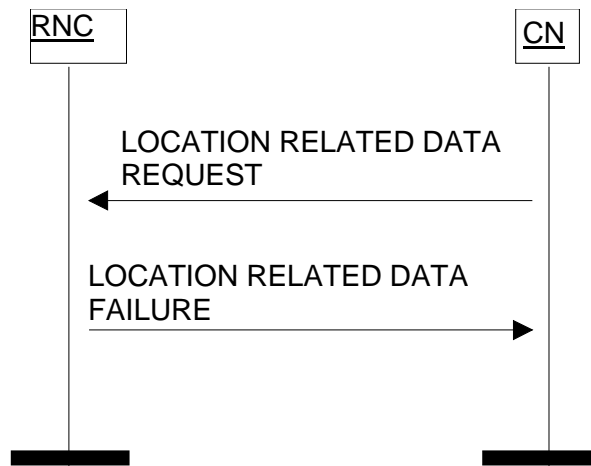 RNC
CN
LOCATION RELATED DATA
REQUEST
LOCATION RELATED DATA
FAILURE